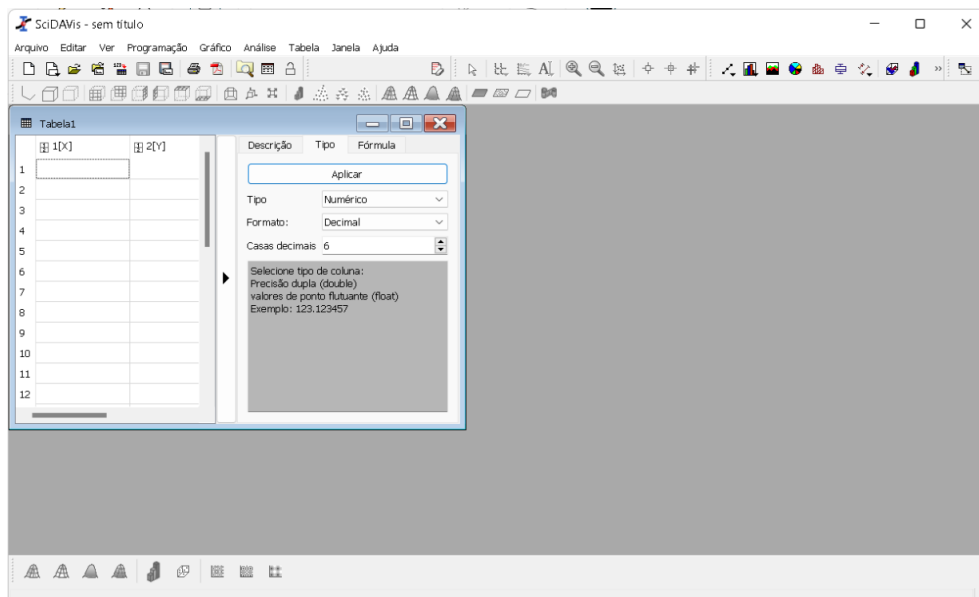 SciDAVis - sem título
Arquivo Editar Ver Programação Gráfico Análise Tabela Janela Ajuda
Tabela1
1[X] 2[Y]
1
2
3
4
5
6
7
8
9
10
11
12
Descrição Tipo Fórmula
Aplicar
Tipo Numérico
Formato: Decimal
Casas decimais 6
Selecione tipo de coluna:
Precisão dupla (double)
valores de ponto flutuante (float)
Exemplo: 123.123457